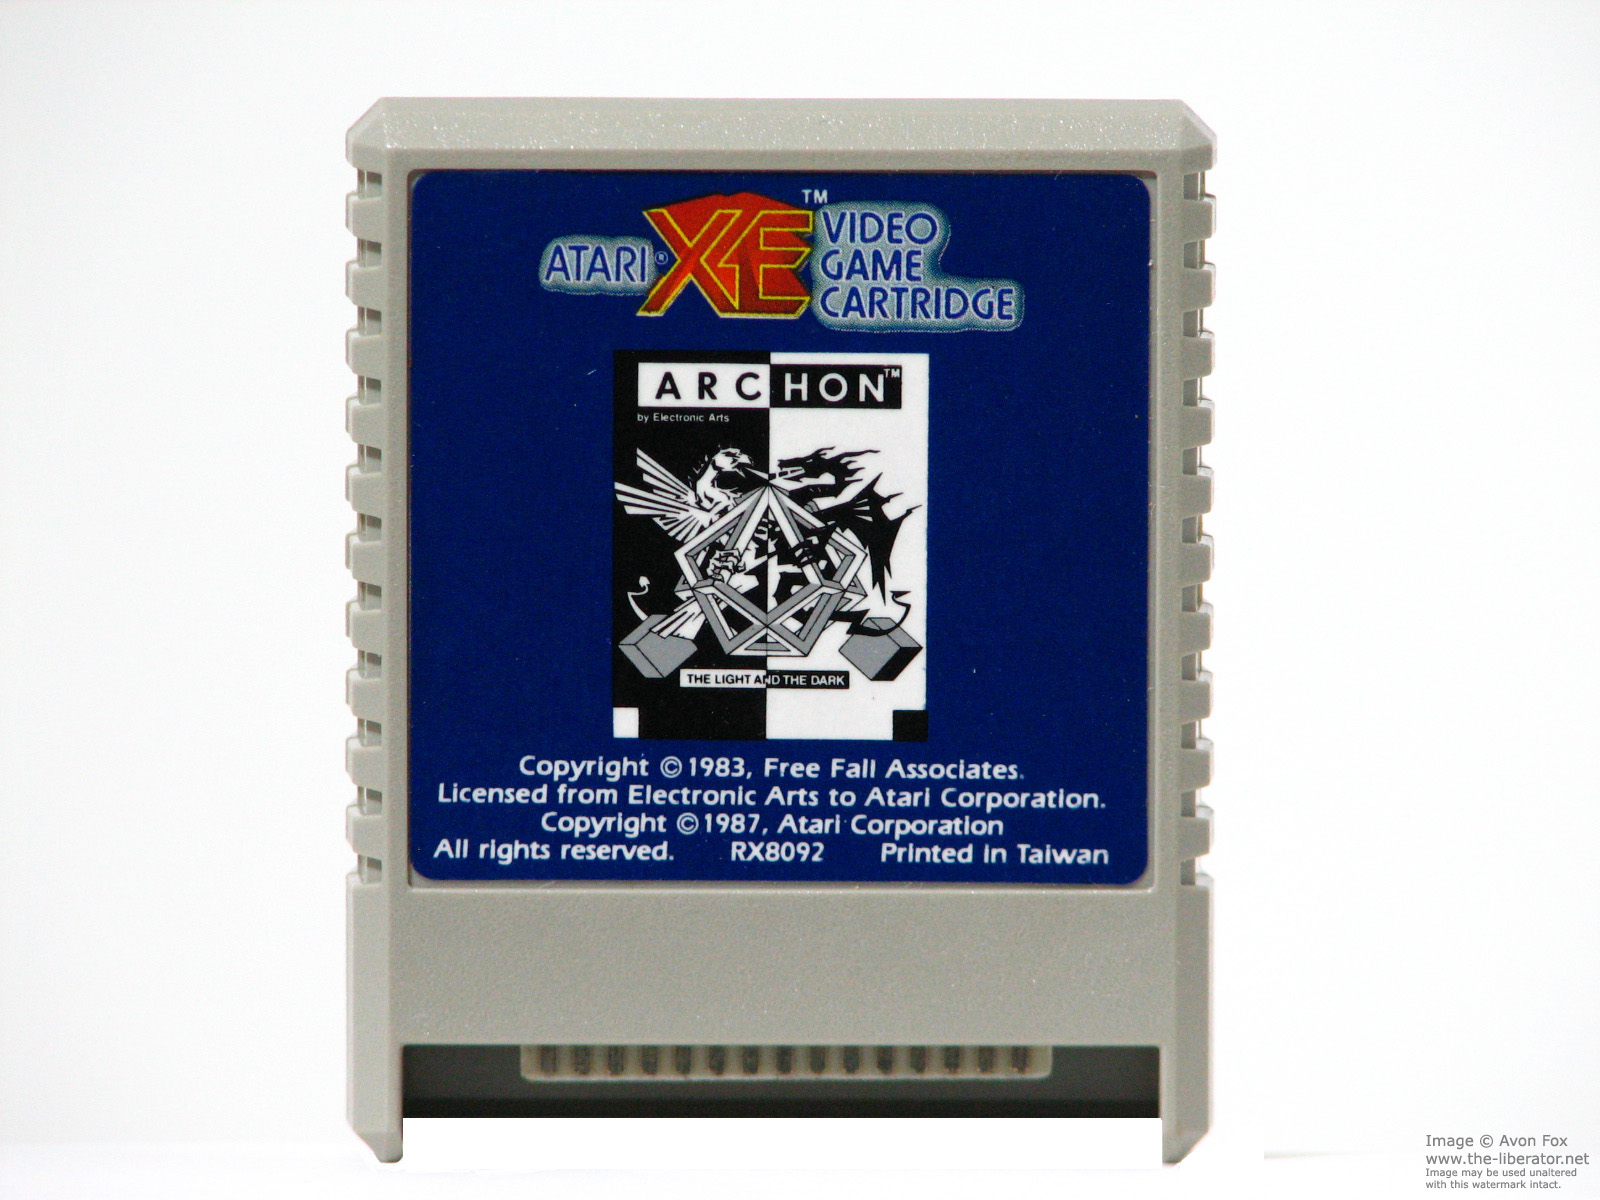 ATARI® XE™ VIDEO
GAME
CARTRIDGE
ARCHON™
by Electronic Arts
THE LIGHT AND THE DARK
Copyright © 1983, Free Fall Associates.
Licensed from Electronic Arts to Atari Corporation.
Copyright © 1987, Atari Corporation
All rights reserved. RX8092 Printed in Taiwan
Image © Avon Fox
www.the-liberator.net
Image may be used unaltered
with this watermark intact.